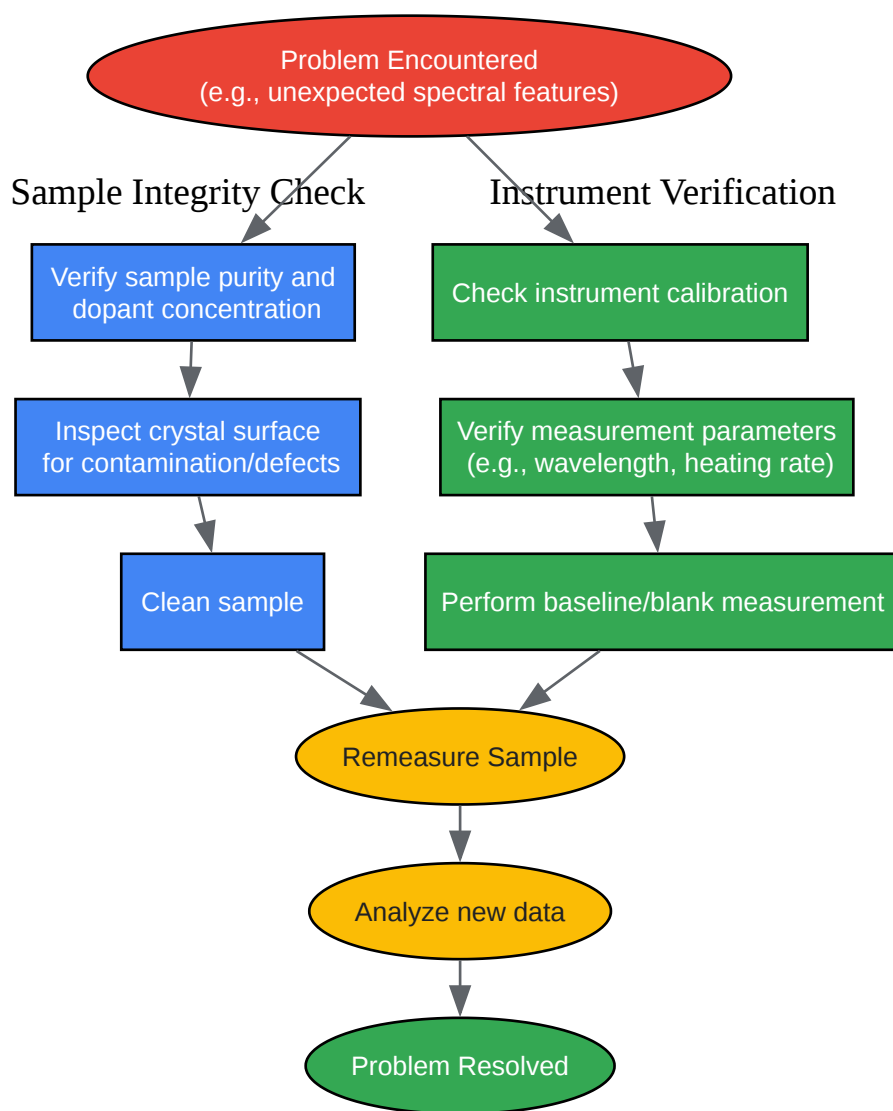 Problem Encountered
(e.g., unexpected spectral features)
Sample Integrity Check
Instrument Verification
Verify sample purity and
dopant concentration
Check instrument calibration
Inspect crystal surface
for contamination/defects
Verify measurement parameters
(e.g., wavelength, heating rate)
Clean sample
Perform baseline/blank measurement
Remeasure Sample
Analyze new data
Problem Resolved